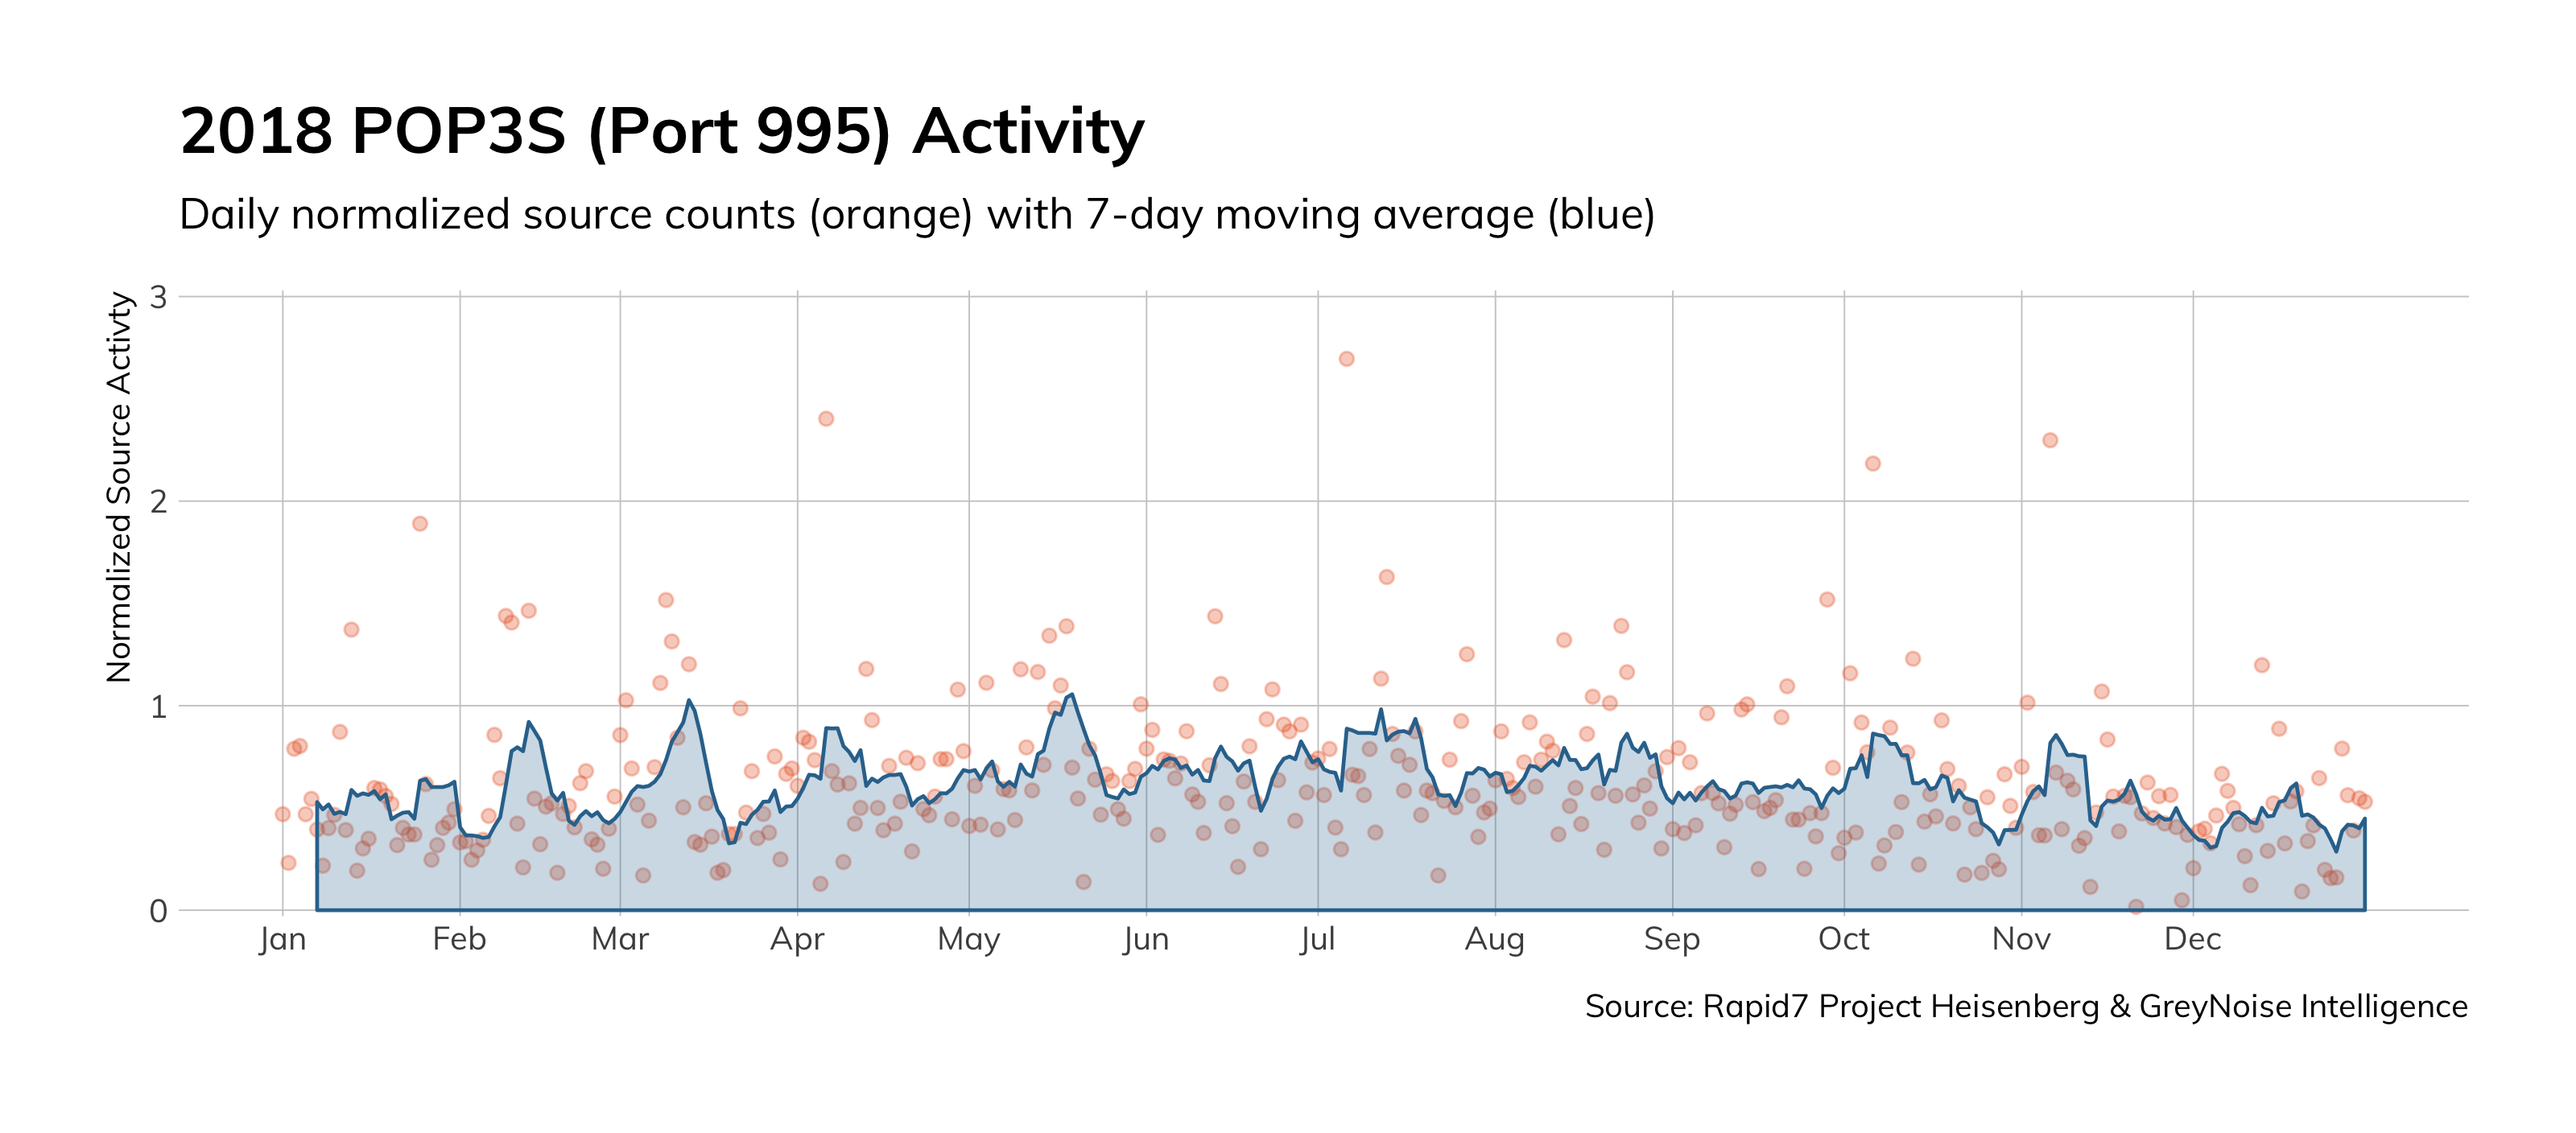 2018 POP3S (Port 995) Activity
Daily normalized source counts (orange) with 7-day moving average (blue)
Normalized Source Activty
3
2
1
0
Jan Feb Mar Apr May Jun Jul Aug Sep Oct Nov Dec
Source: Rapid7 Project Heisenberg & GreyNoise Intelligence